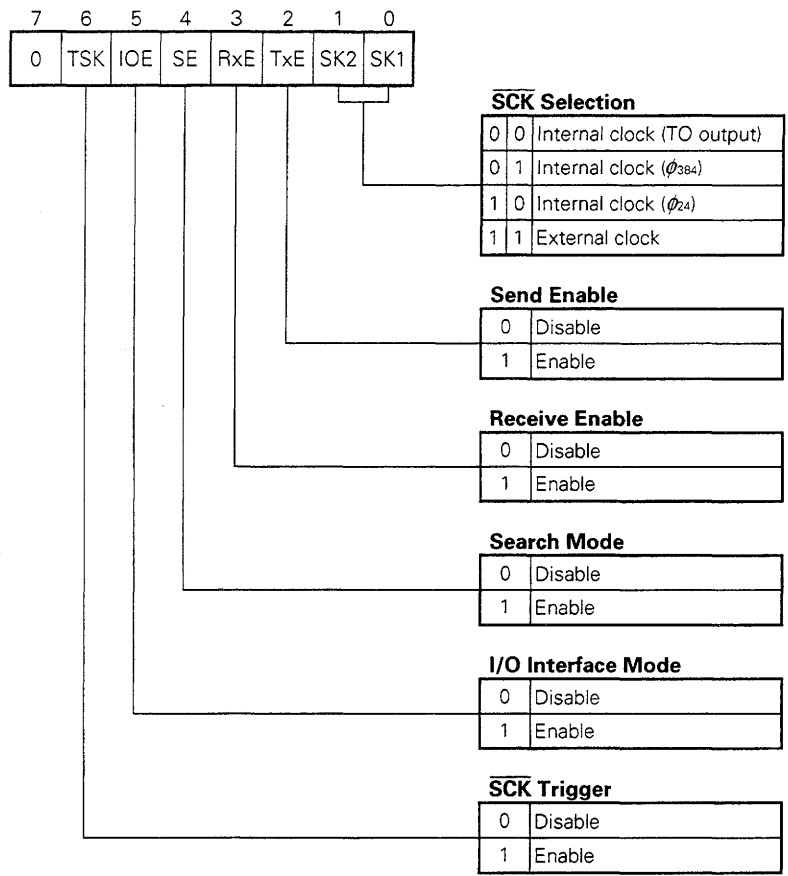 7 6 5 4 3 2 1 0
0 TSK IOE SE RxE TxE SK2 SK1
S̅C̅K̅ Selection
0 0 Internal clock (TO output)
0 1 Internal clock (ϕ384)
1 0 Internal clock (ϕ24)
1 1 External clock
Send Enable
0 Disable
1 Enable
Receive Enable
0 Disable
1 Enable
Search Mode
0 Disable
1 Enable
I/O Interface Mode
0 Disable
1 Enable
S̅C̅K̅ Trigger
0 Disable
1 Enable